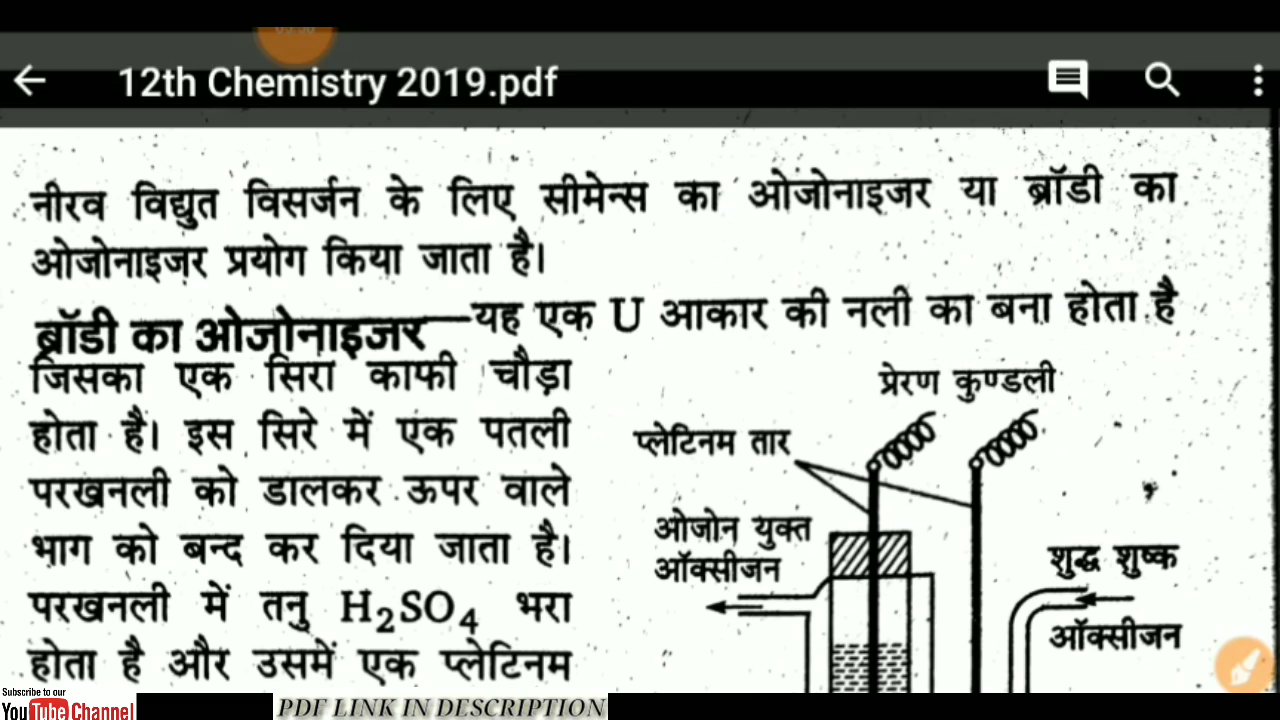 12th Chemistry 2019.pdf
नीरव विद्युत विसर्जन के लिए सीमेन्स का ओजोनाइजर या ब्रॉडी का
ओजोनाइजर प्रयोग किया जाता है।
ब्रॉडी का ओजोनाइजर—यह एक U आकार की नली का बना होता है
जिसका एक सिरा काफी चौड़ा
होता है। इस सिरे में एक पतली
परखनली को डालकर ऊपर वाले
भाग को बन्द कर दिया जाता है।
परखनली में तनु H₂SO₄ भरा
होता है और उसमें एक प्लेटिनम
प्रेरण कुण्डली
प्लेटिनम तार
ओजोन युक्त
ऑक्सीजन
शुद्ध शुष्क
ऑक्सीजन
Subscribe to our
YouTube Channel
PDF LINK IN DESCRIPTION